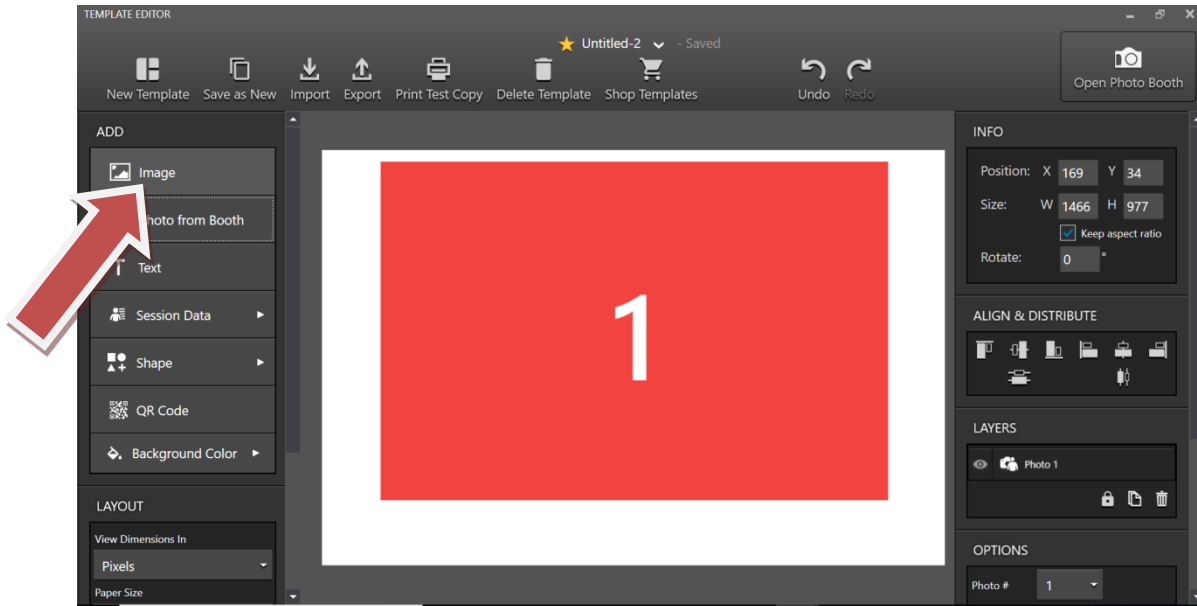 TEMPLATE EDITOR
Untitled-2 - Saved
New Template Save as New Import Export Print Test Copy Delete Template Shop Templates Undo Redo
Open Photo Booth
ADD
Image
hoto from Booth
Text
Session Data
Shape
QR Code
Background Color
LAYOUT
View Dimensions In
Pixels
Paper Size
1
INFO
Position: X 169 Y 34
Size: W 1466 H 977
Keep aspect ratio
Rotate: 0 °
ALIGN & DISTRIBUTE
LAYERS
Photo 1
OPTIONS
Photo # 1